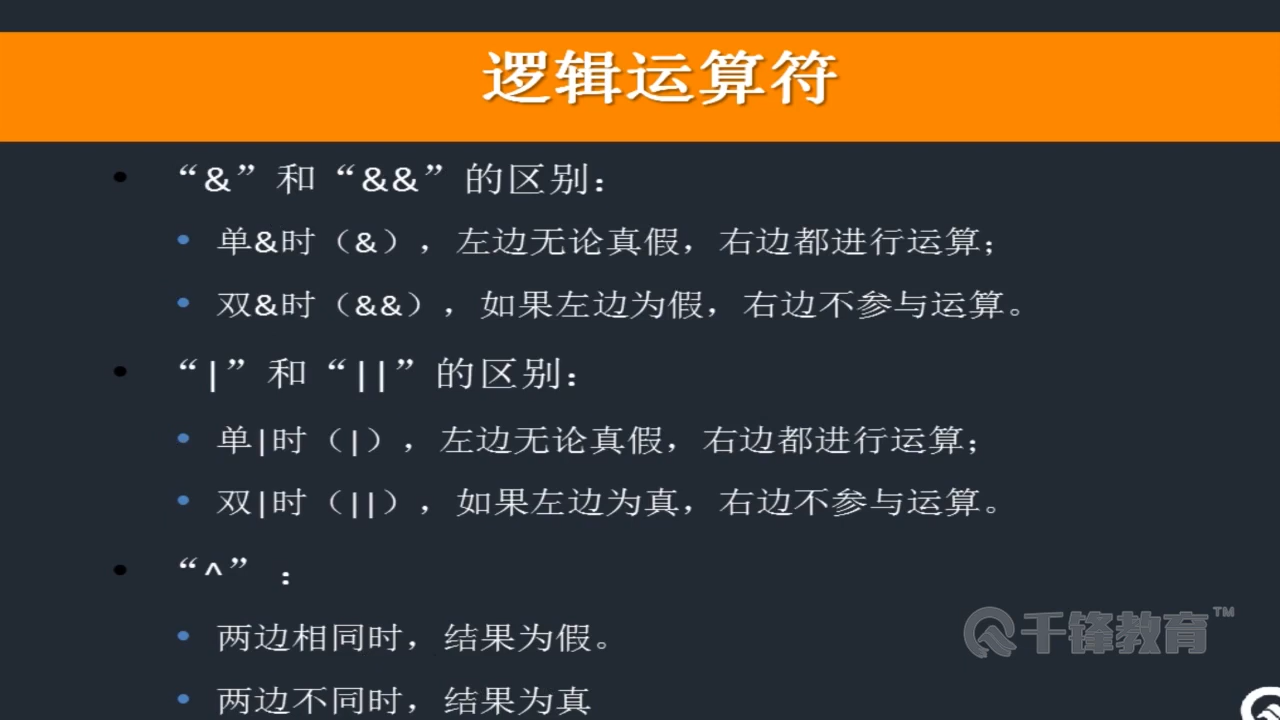 逻辑运算符
“&”和“&&”的区别：
单&时（&），左边无论真假，右边都进行运算；
双&时（&&），如果左边为假，右边不参与运算。
“|”和“||”的区别：
单|时（|），左边无论真假，右边都进行运算；
双|时（||），如果左边为真，右边不参与运算。
“^”：
两边相同时，结果为假。
千锋教育™
两边不同时，结果为真